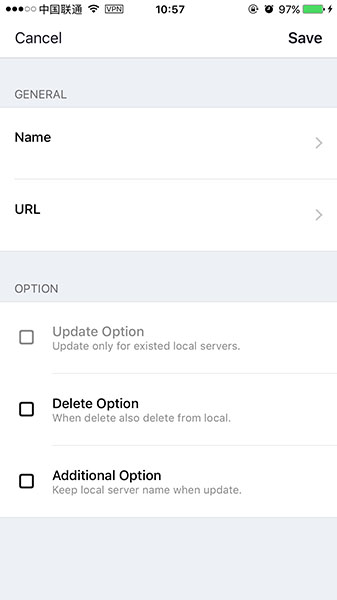 中国联通 VPN 10:57 97%
Cancel Save
GENERAL
Name
URL
OPTION
Update Option
Update only for existed local servers.
Delete Option
When delete also delete from local.
Additional Option
Keep local server name when update.